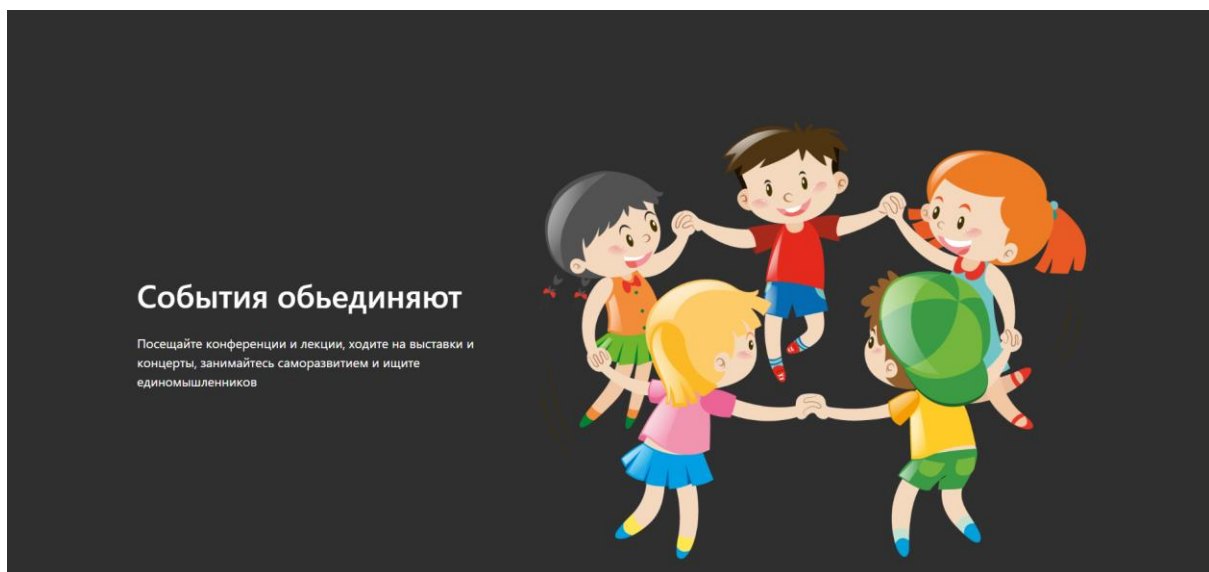 События обьединяют
Посещайте конференции и лекции, ходите на выставки и
концерты, занимайтесь саморазвитием и ищите
единомышленников